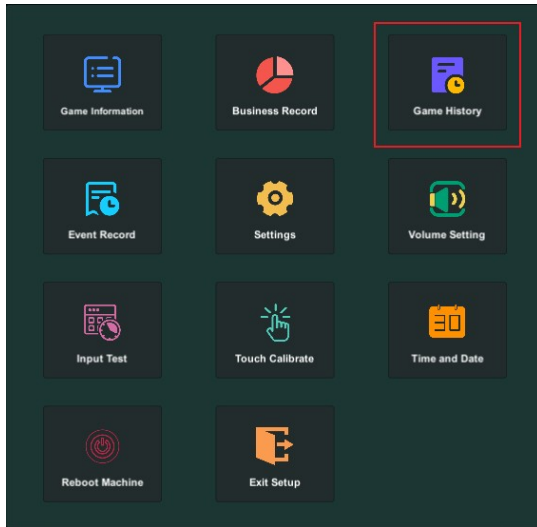 Game Information
Business Record
Game History
Event Record
Settings
Volume Setting
Input Test
Touch Calibrate
30
Time and Date
Reboot Machine
Exit Setup